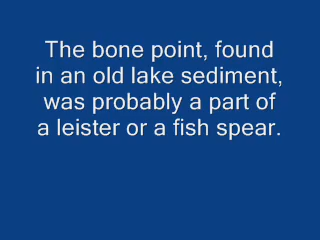 The bone point, found
in an old lake sediment,
was probably a part of
a leister or a fish spear.